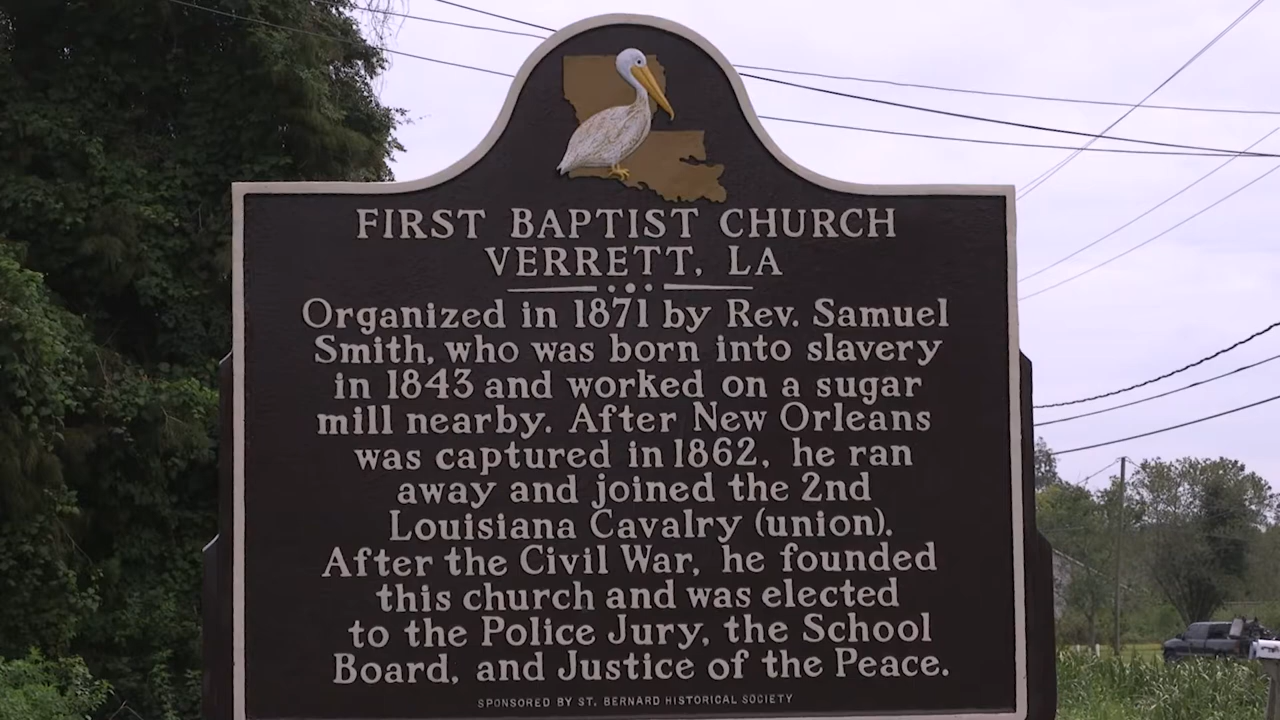 FIRST BAPTIST CHURCH
VERRETT, LA
Organized in 1871 by Rev. Samuel
Smith, who was born into slavery
in 1843 and worked on a sugar
mill nearby. After New Orleans
was captured in 1862, he ran
away and joined the 2nd
Louisiana Cavalry (union).
After the Civil War, he founded
this church and was elected
to the Police Jury, the School
Board, and Justice of the Peace.
SPONSORED BY ST. BERNARD HISTORICAL SOCIETY